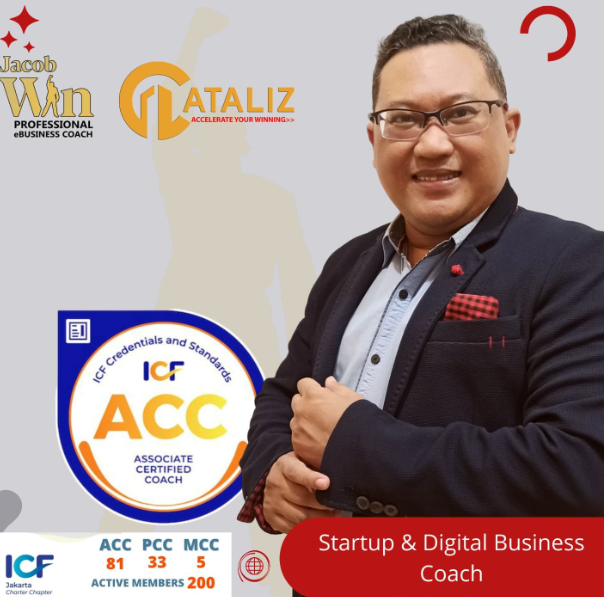 Jacob
Win
PROFESSIONAL
eBUSINESS COACH
CATALIZ
ACCELERATE YOUR WINNING>>
ICF Credentials and Standards
ICF
ACC
ASSOCIATE
CERTIFIED
COACH
ICF
Jakarta
Charter Chapter
ACC PCC MCC
81 33 5
ACTIVE MEMBERS 200
Startup & Digital Business
Coach